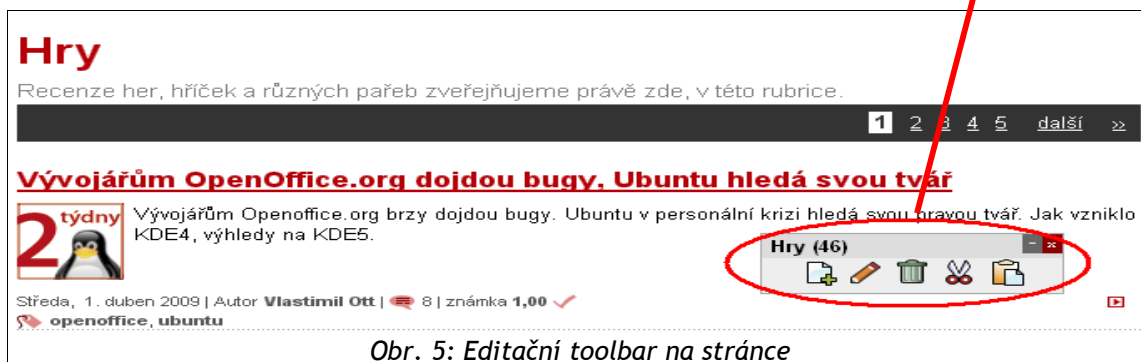 Hry
Recenze her, hříček a různých pařeb zveřejňujeme právě zde, v této rubrice.
1 2 3 4 5 další >>
Vývojářům OpenOffice.org dojdou bugy, Ubuntu hledá svou tvář
2 týdny
Vývojářům Openoffice.org brzy dojdou bugy. Ubuntu v personální krizi hledá svou pravou tvář. Jak vzniklo
KDE4, výhledy na KDE5.
Hry (46)
Středa, 1. duben 2009 | Autor Vlastimil Ott | 8 | známka 1,00
openoffice, ubuntu
Obr. 5: Editační toolbar na stránce